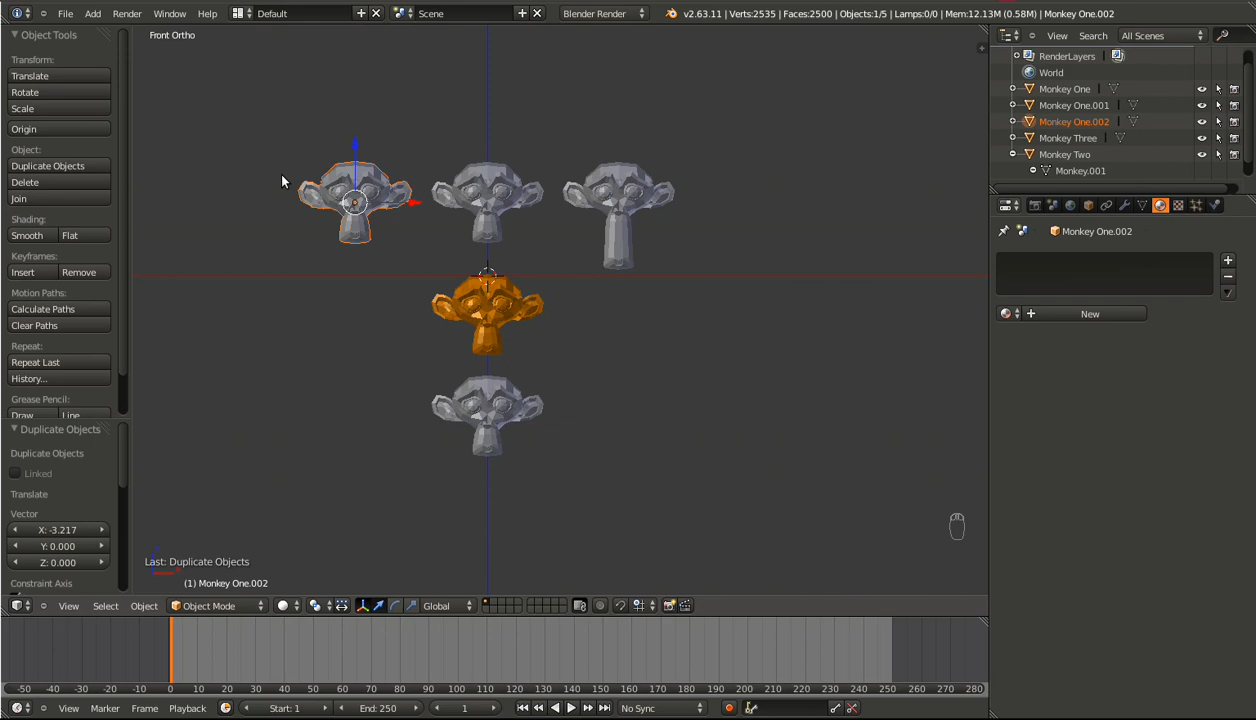 File Add Render Window Help Default Scene Blender Render v2.63.11 | Verts:2535 | Faces:2500 | Objects:1/5 | Lamps:0/0 | Mem:12.13M (0.58M) | Monkey One.002
Object Tools
Transform:
Translate
Rotate
Scale
Origin
Object:
Duplicate Objects
Delete
Join
Shading:
Smooth Flat
Keyframes:
Insert Remove
Motion Paths:
Calculate Paths
Clear Paths
Repeat:
Repeat Last
History...
Grease Pencil:
Draw Line
Duplicate Objects
Duplicate Objects
Linked
Translate
Vector
X: -3.217
Y: 0.000
Z: 0.000
Constraint Axis
Front Ortho
Last: Duplicate Objects
(1) Monkey One.002
View Select Object Object Mode Global
-50 -40 -30 -20 -10 0 10 20 30 40 50 60 70 80 90 100 110 120 130 140 150 160 170 180 190 200 210 220 230 240 250 260 270 280
View Marker Frame Playback Start: 1 End: 250 1 No Sync
View Search All Scenes
RenderLayers
World
Monkey One
Monkey One.001
Monkey One.002
Monkey Three
Monkey Two
Monkey.001
Monkey One.002
New